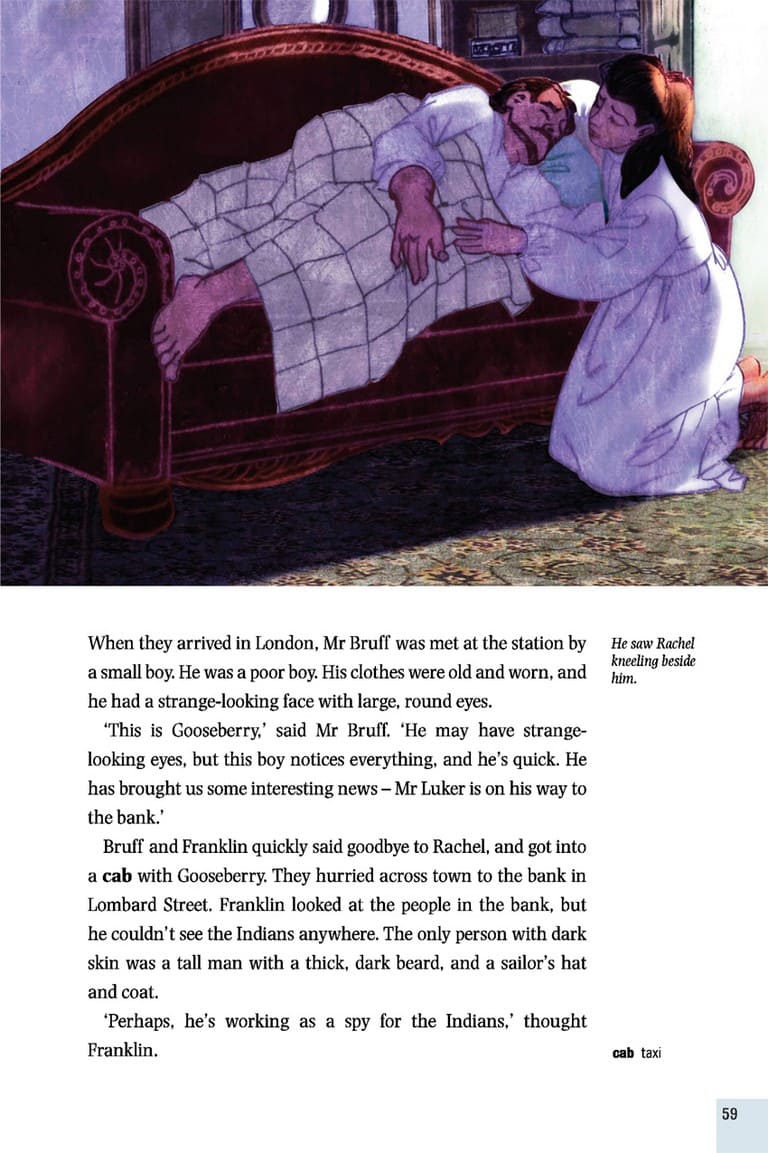 When they arrived in London, Mr Bruff was met at the station by
a small boy. He was a poor boy. His clothes were old and worn, and
he had a strange-looking face with large, round eyes.
‘This is Gooseberry,’ said Mr Bruff. ‘He may have strange-
looking eyes, but this boy notices everything, and he’s quick. He
has brought us some interesting news – Mr Luker is on his way to
the bank.’
Bruff and Franklin quickly said goodbye to Rachel, and got into
a cab with Gooseberry. They hurried across town to the bank in
Lombard Street. Franklin looked at the people in the bank, but
he couldn’t see the Indians anywhere. The only person with dark
skin was a tall man with a thick, dark beard, and a sailor’s hat
and coat.
‘Perhaps, he’s working as a spy for the Indians,’ thought
Franklin.
He saw Rachel
kneeling beside
him.
cab taxi
59